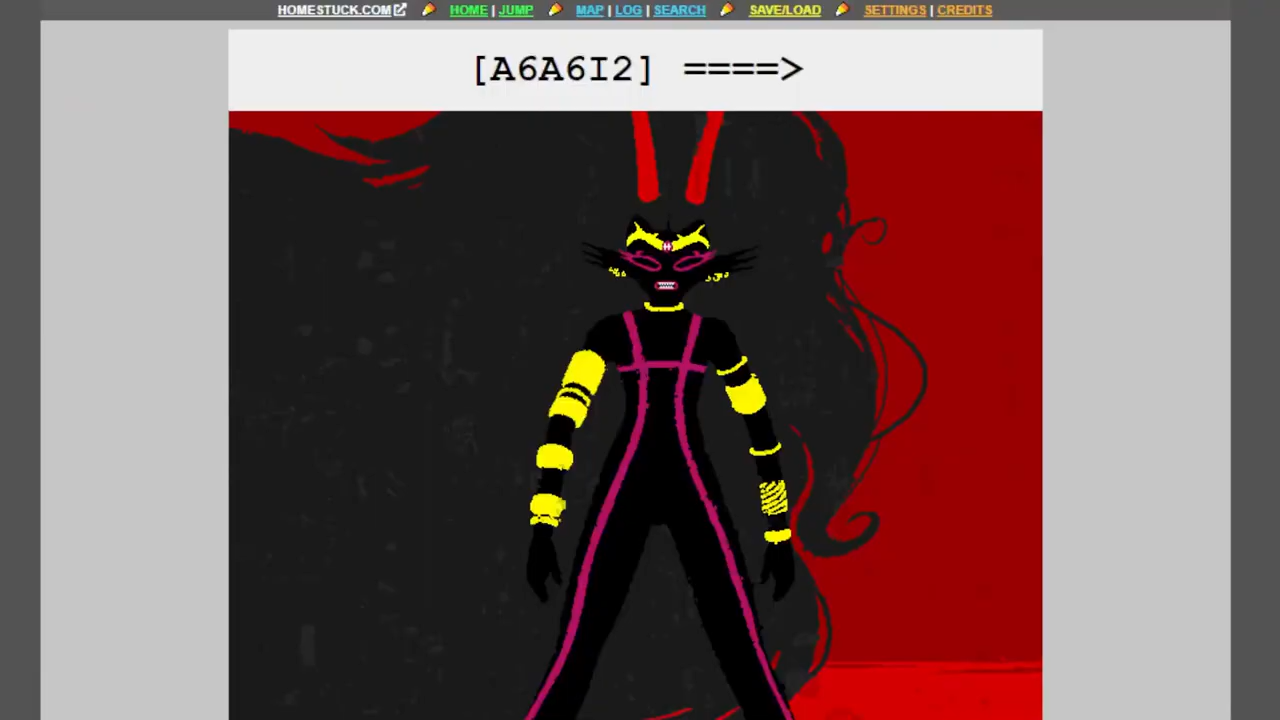 HOMESTUCK.COM HOME | JUMP MAP | LOG | SEARCH SAVE/LOAD SETTINGS | CREDITS
[A6A6I2] ====>